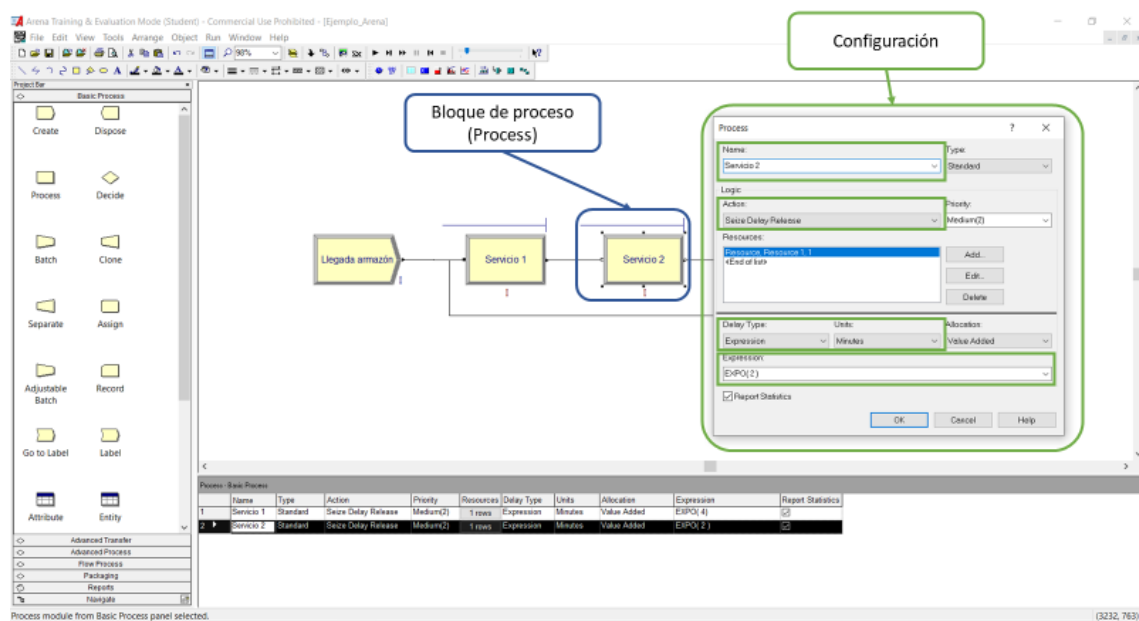 Arena Training & Evaluation Mode (Student) - Commercial Use Prohibited - [Ejemplo_Arena]
File Edit View Tools Arrange Object Run Window Help
98%
Configuración
Project Bar
Basic Process
Create Dispose
Process Decide
Batch Clone
Separate Assign
Adjustable Batch Record
Go to Label Label
Attribute Entity
Advanced Transfer
Advanced Process
Flow Process
Packaging
Reports
Navigate
Bloque de proceso
(Process)
Llegada armazón
Servicio 1
Servicio 2
Process ? X
Name: Type:
Servicio 2 Standard
Logic
Action: Priority:
Seize Delay Release Medium(2)
Resources:
Resource, Resource 1, 1
<End of list>
Add...
Edit...
Delete
Delay Type: Units: Allocation:
Expression Minutes Value Added
Expression:
EXPO( 2 )
Report Statistics
OK Cancel Help
Process - Basic Process
Name Type Action Priority Resources Delay Type Units Allocation Expression Report Statistics
1 Servicio 1 Standard Seize Delay Release Medium(2) 1 rows Expression Minutes Value Added EXPO( 4)
2 Servicio 2 Standard Seize Delay Release Medium(2) 1 rows Expression Minutes Value Added EXPO( 2 )
Process module from Basic Process panel selected.
(3232, 763)